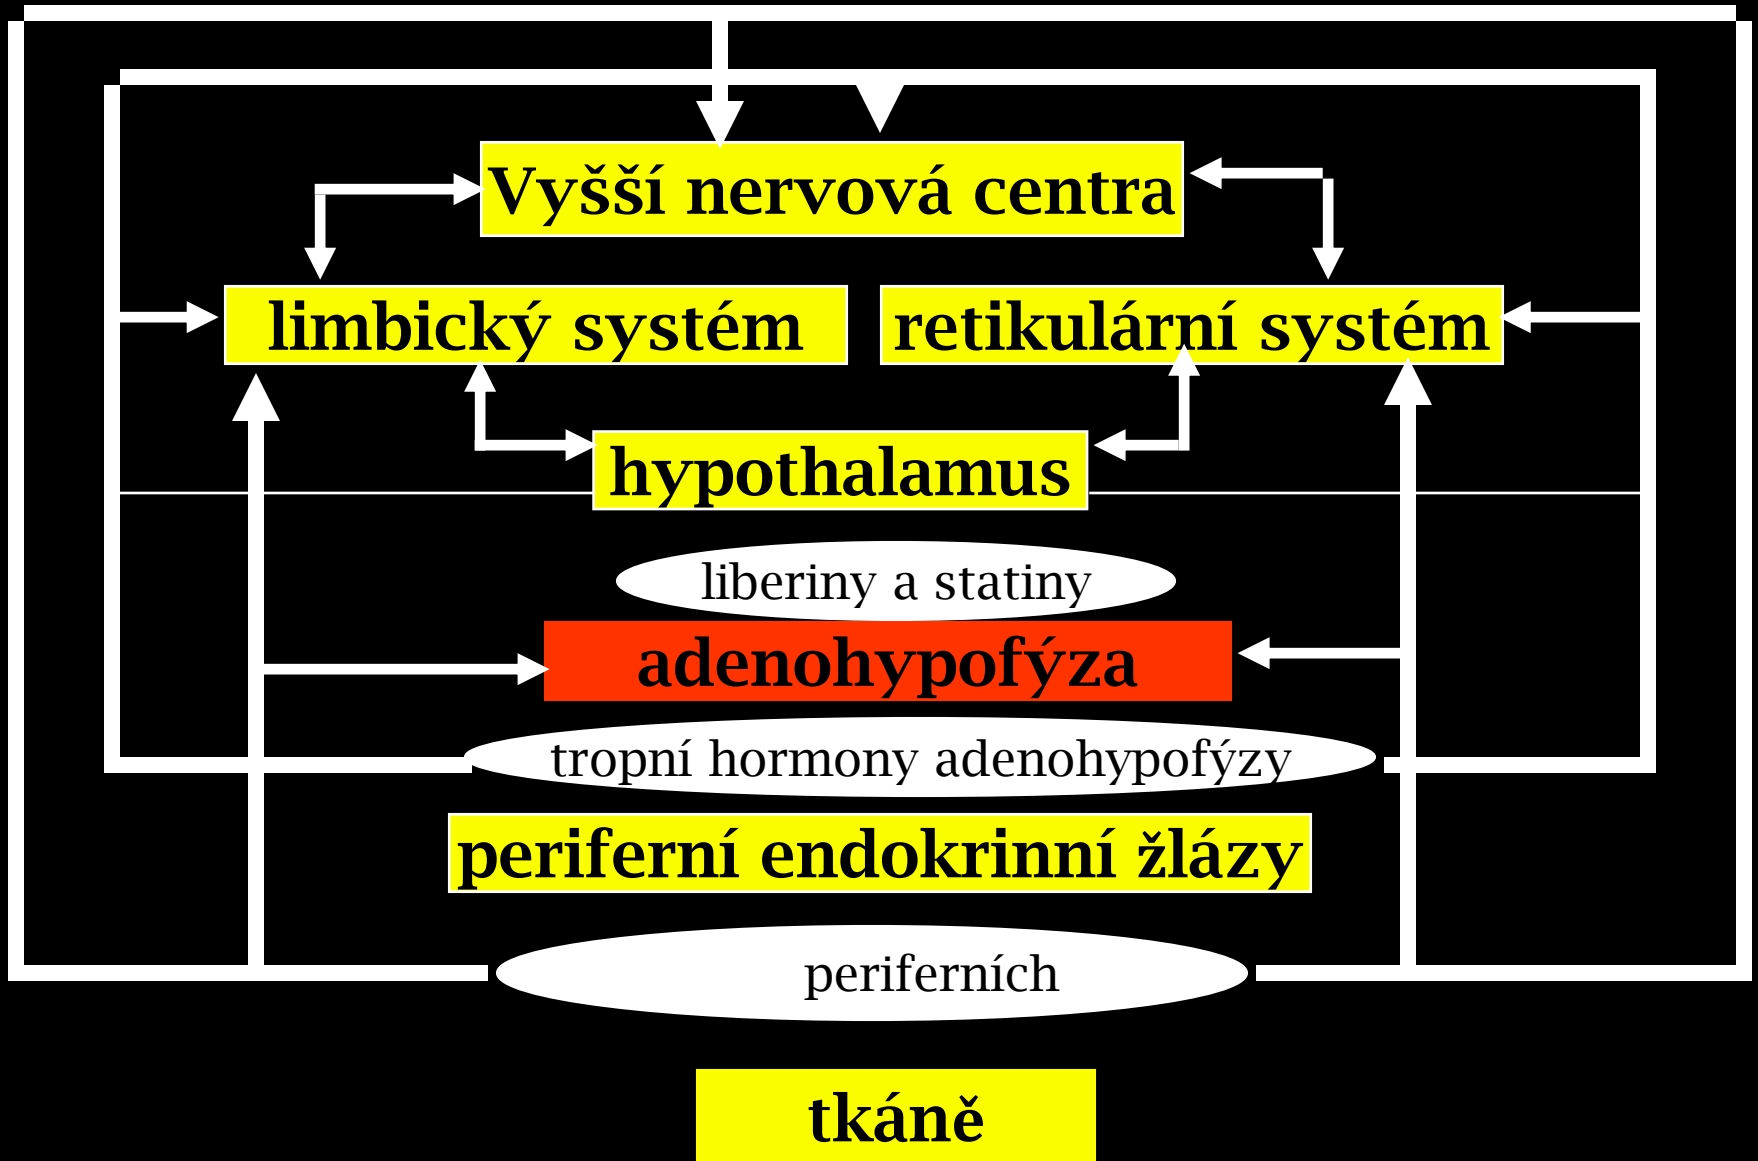 Vyšší nervová centra
limbický systém
retikulární systém
hypothalamus
liberiny a statiny
adenohypofýza
tropní hormony adenohypofýzy
periferní endokrinní žlázy
periferních
tkáně